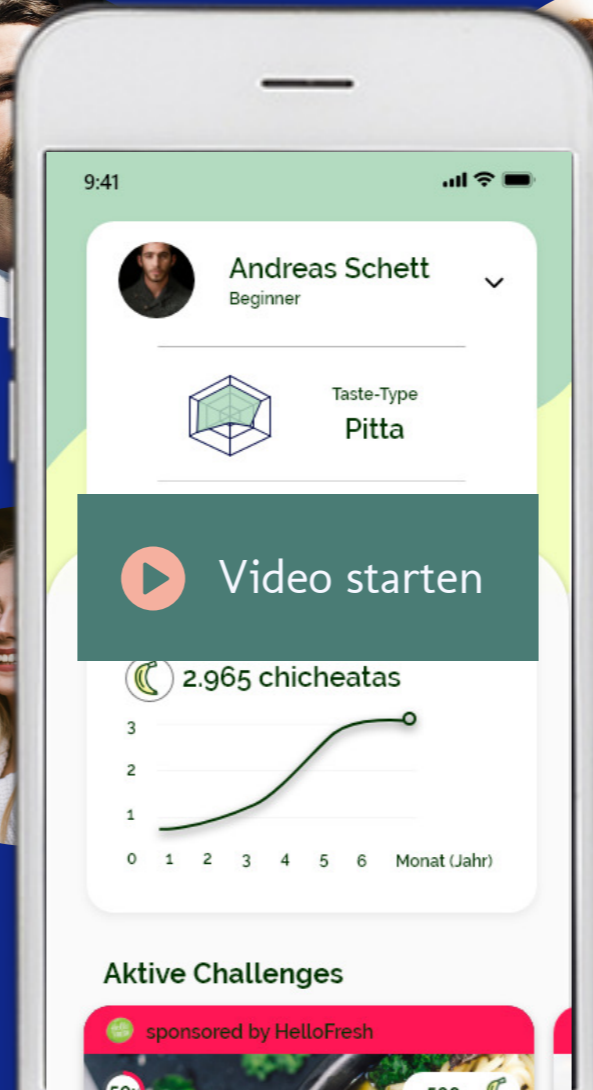 9:41
Andreas Schett
Beginner
Taste-Type
Pitta
Video starten
2.965 chicheatas
3
2
1
0 1 2 3 4 5 6 Monat (Jahr)
Aktive Challenges
sponsored by HelloFresh